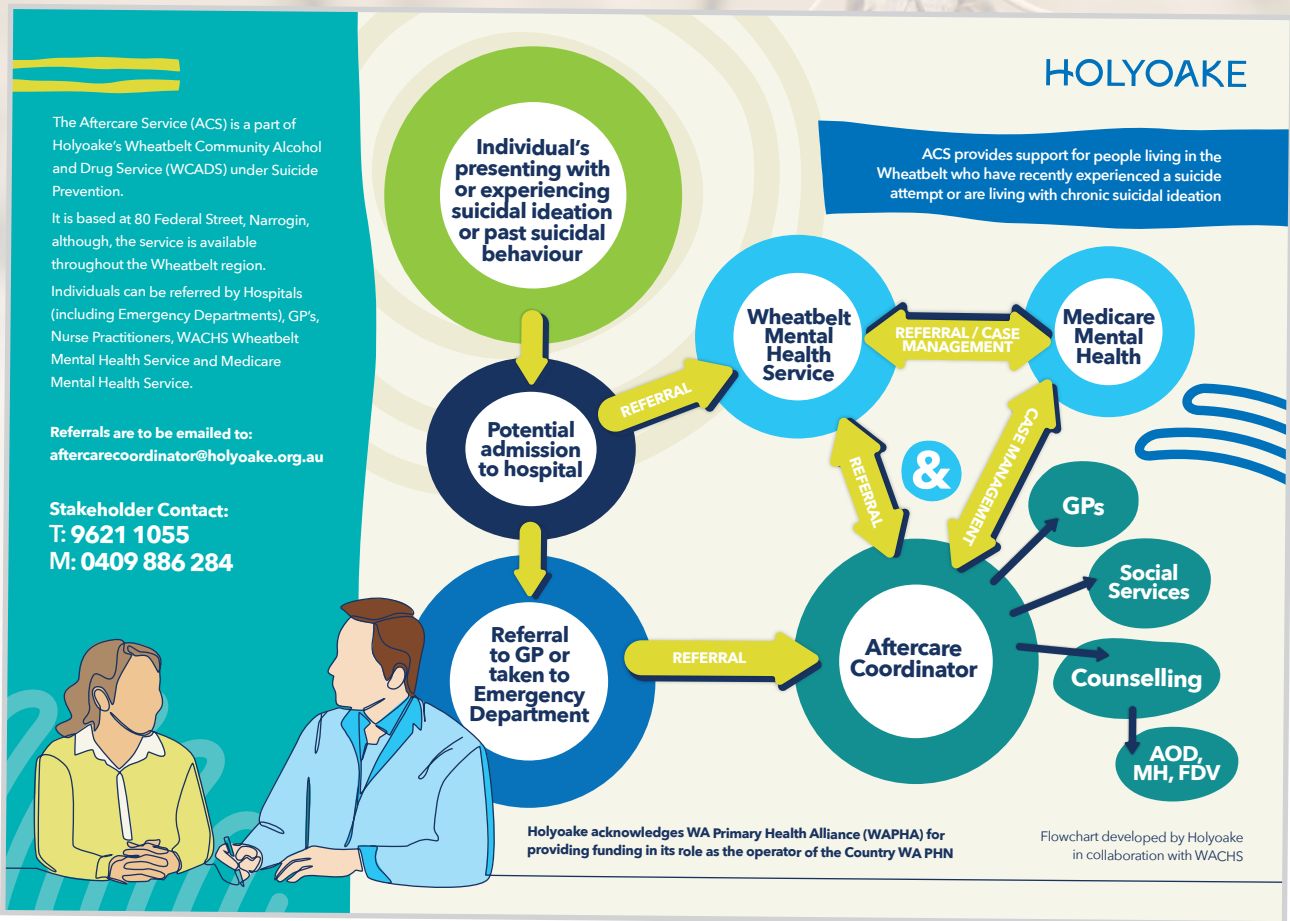 The Aftercare Service (ACS) is a part of
Holyoake's Wheatbelt Community Alcohol
and Drug Service (WCADS) under Suicide
Prevention.
It is based at 80 Federal Street, Narrogin,
although, the service is available
throughout the Wheatbelt region.
Individuals can be referred by Hospitals
(including Emergency Departments), GP's,
Nurse Practitioners, WACHS Wheatbelt
Mental Health Service and Medicare
Mental Health Service.
Referrals are to be emailed to:
aftercarecoordinator@holyoake.org.au
Stakeholder Contact:
T: 9621 1055
M: 0409 886 284
HOLYOAKE
ACS provides support for people living in the
Wheatbelt who have recently experienced a suicide
attempt or are living with chronic suicidal ideation
Individual's
presenting with
or experiencing
suicidal ideation
or past suicidal
behaviour
Potential
admission
to hospital
REFERRAL
Wheatbelt
Mental
Health
Service
REFERRAL / CASE
MANAGEMENT
Medicare
Mental
Health
REFERRAL
&
CASE MANAGEMENT
Referral
to GP or
taken to
Emergency
Department
REFERRAL
Aftercare
Coordinator
GPs
Social
Services
Counselling
AOD,
MH, FDV
Holyoake acknowledges WA Primary Health Alliance (WAPHA) for
providing funding in its role as the operator of the Country WA PHN
Flowchart developed by Holyoake
in collaboration with WACHS